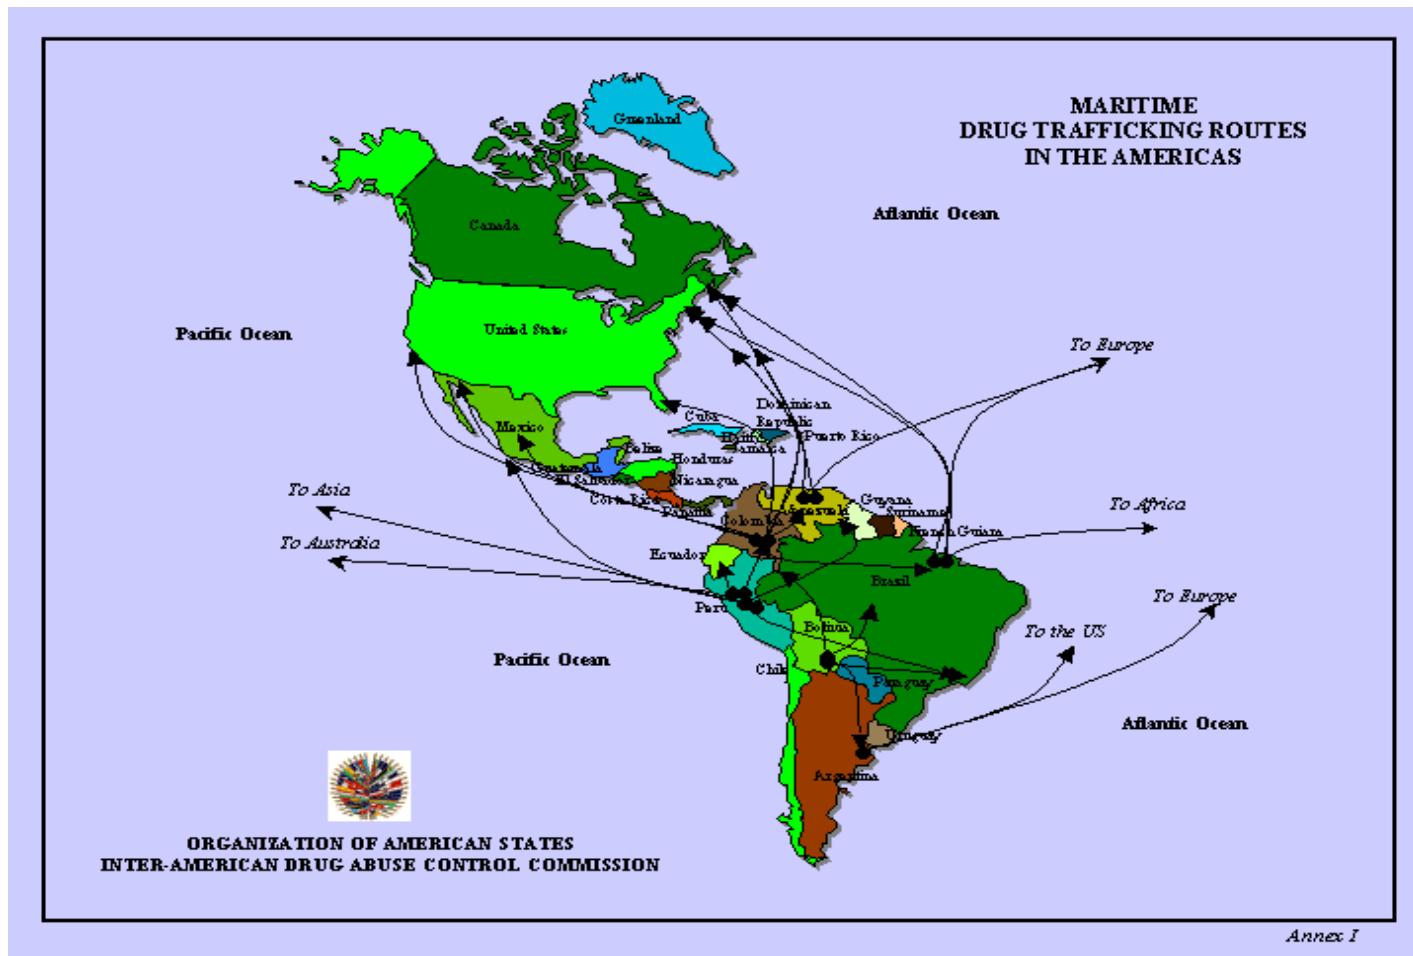 MARITIME
DRUG TRAFFICKING ROUTES
IN THE AMERICAS
Greenland
Atlantic Ocean
Canada
Pacific Ocean
United States
To Europe
Dominican
Cuba
Republic
Mexico
Haiti
Puerto Rico
Jamaica
Belize
Guatemala
Honduras
El Salvador
Nicaragua
To Asia
Costa Rica
Panama
Guyana
To Africa
Colombia
Venezuela
Suriname
French Guiana
To Australia
Ecuador
Brasil
To Europe
Peru
Bolivia
To the US
Pacific Ocean
Chile
Paraguay
Atlantic Ocean
Uruguay
Argentina
ORGANIZATION OF AMERICAN STATES
INTER-AMERICAN DRUG ABUSE CONTROL COMMISSION
Annex I